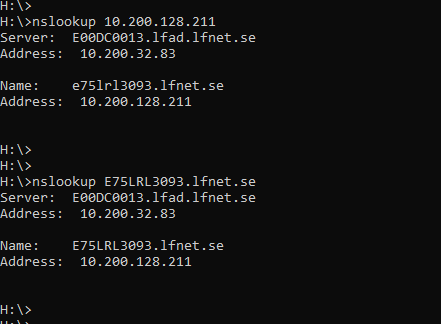 H:\>
H:\>nslookup 10.200.128.211
Server:  E00DC0013.lfad.lfnet.se
Address:  10.200.32.83
Name:    e75lrl3093.lfnet.se
Address:  10.200.128.211
H:\>
H:\>
H:\>nslookup E75LRL3093.lfnet.se
Server:  E00DC0013.lfad.lfnet.se
Address:  10.200.32.83
Name:    E75LRL3093.lfnet.se
Address:  10.200.128.211
H:\>
H:\>